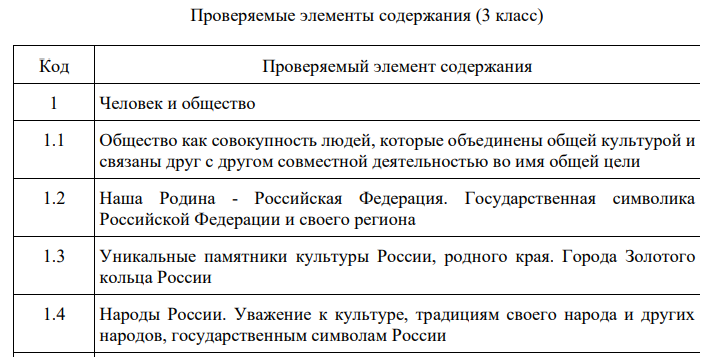 Проверяемые элементы содержания (3 класс)
Код Проверяемый элемент содержания
1 Человек и общество
1.1 Общество как совокупность людей, которые объединены общей культурой и
связаны друг с другом совместной деятельностью во имя общей цели
1.2 Наша Родина - Российская Федерация. Государственная символика
Российской Федерации и своего региона
1.3 Уникальные памятники культуры России, родного края. Города Золотого
кольца России
1.4 Народы России. Уважение к культуре, традициям своего народа и других
народов, государственным символам России